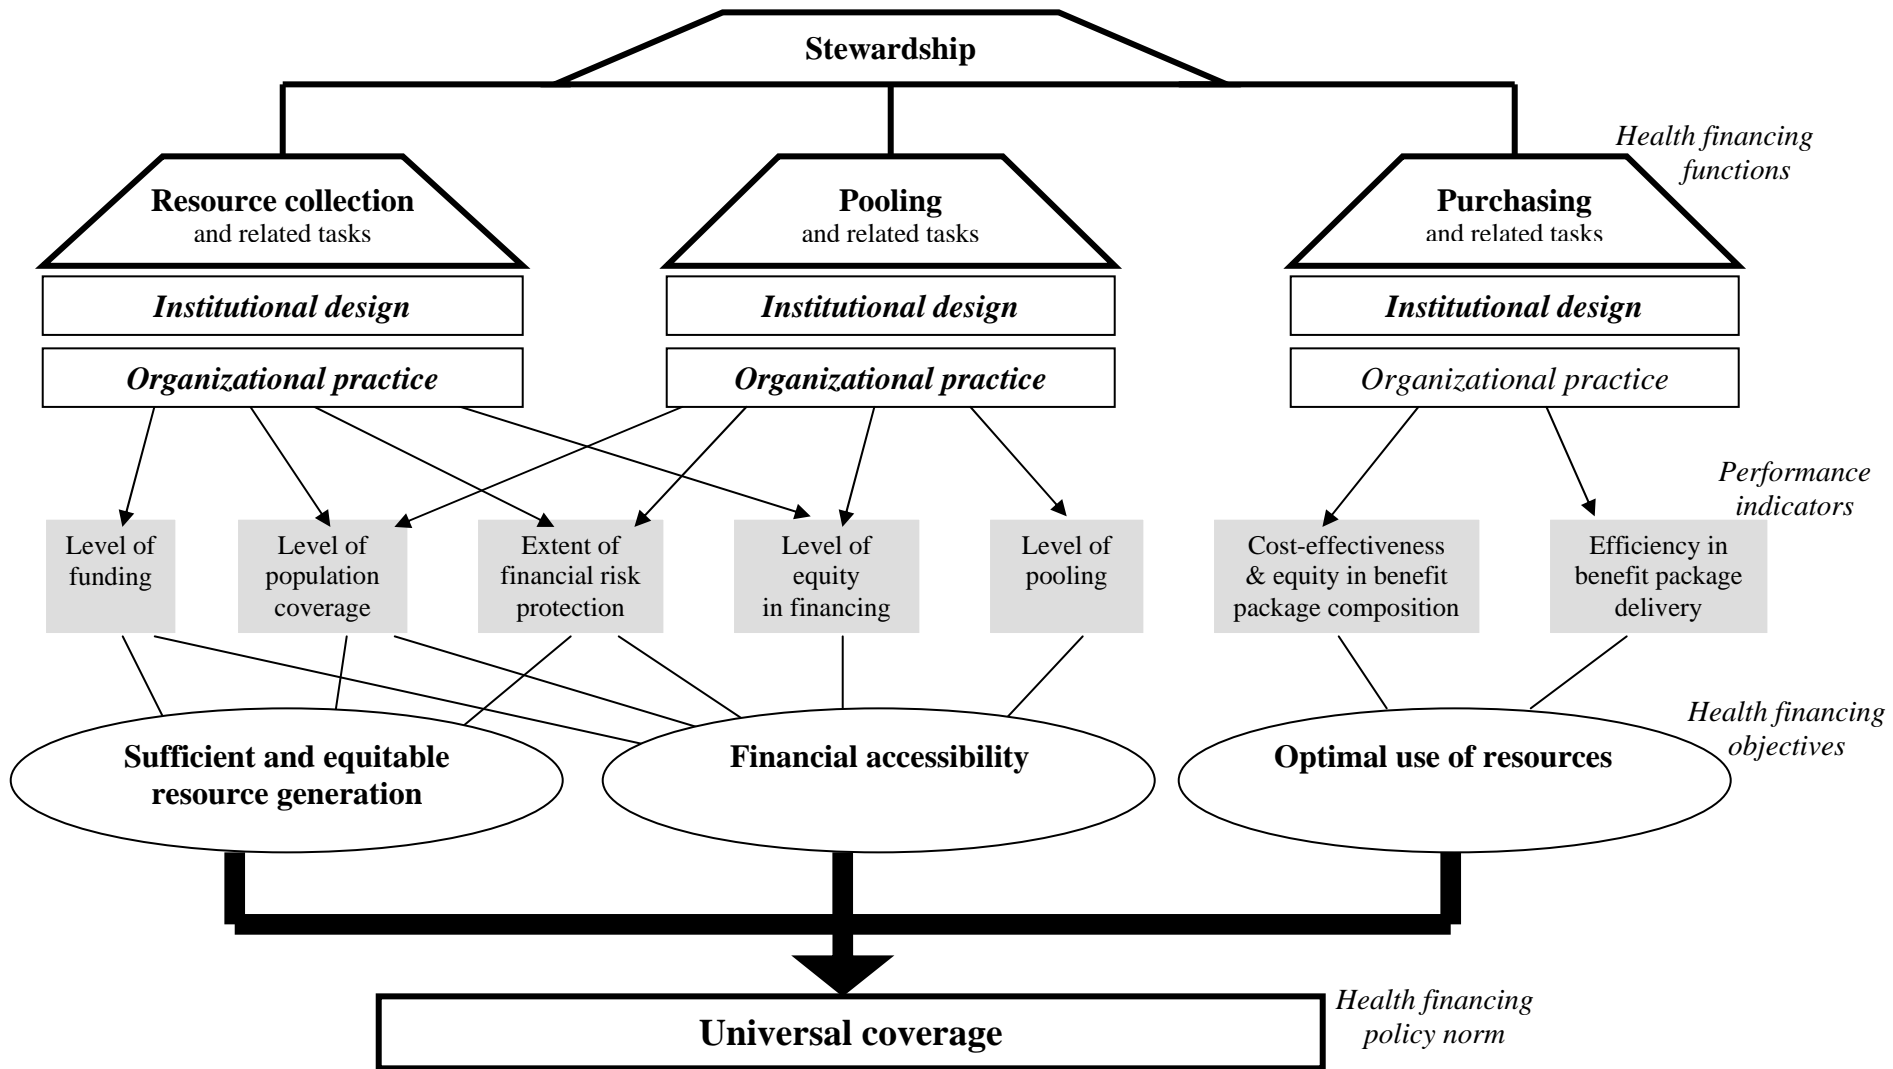 Stewardship
Health financing
functions
Resource collection
and related tasks
Pooling
and related tasks
Purchasing
and related tasks
Institutional design
Institutional design
Institutional design
Organizational practice
Organizational practice
Organizational practice
Performance
indicators
Level of
funding
Level of
population
coverage
Extent of
financial risk
protection
Level of
equity
in financing
Level of
pooling
Cost-effectiveness
& equity in benefit
package composition
Efficiency in
benefit package
delivery
Health financing
objectives
Sufficient and equitable
resource generation
Financial accessibility
Optimal use of resources
Universal coverage
Health financing
policy norm